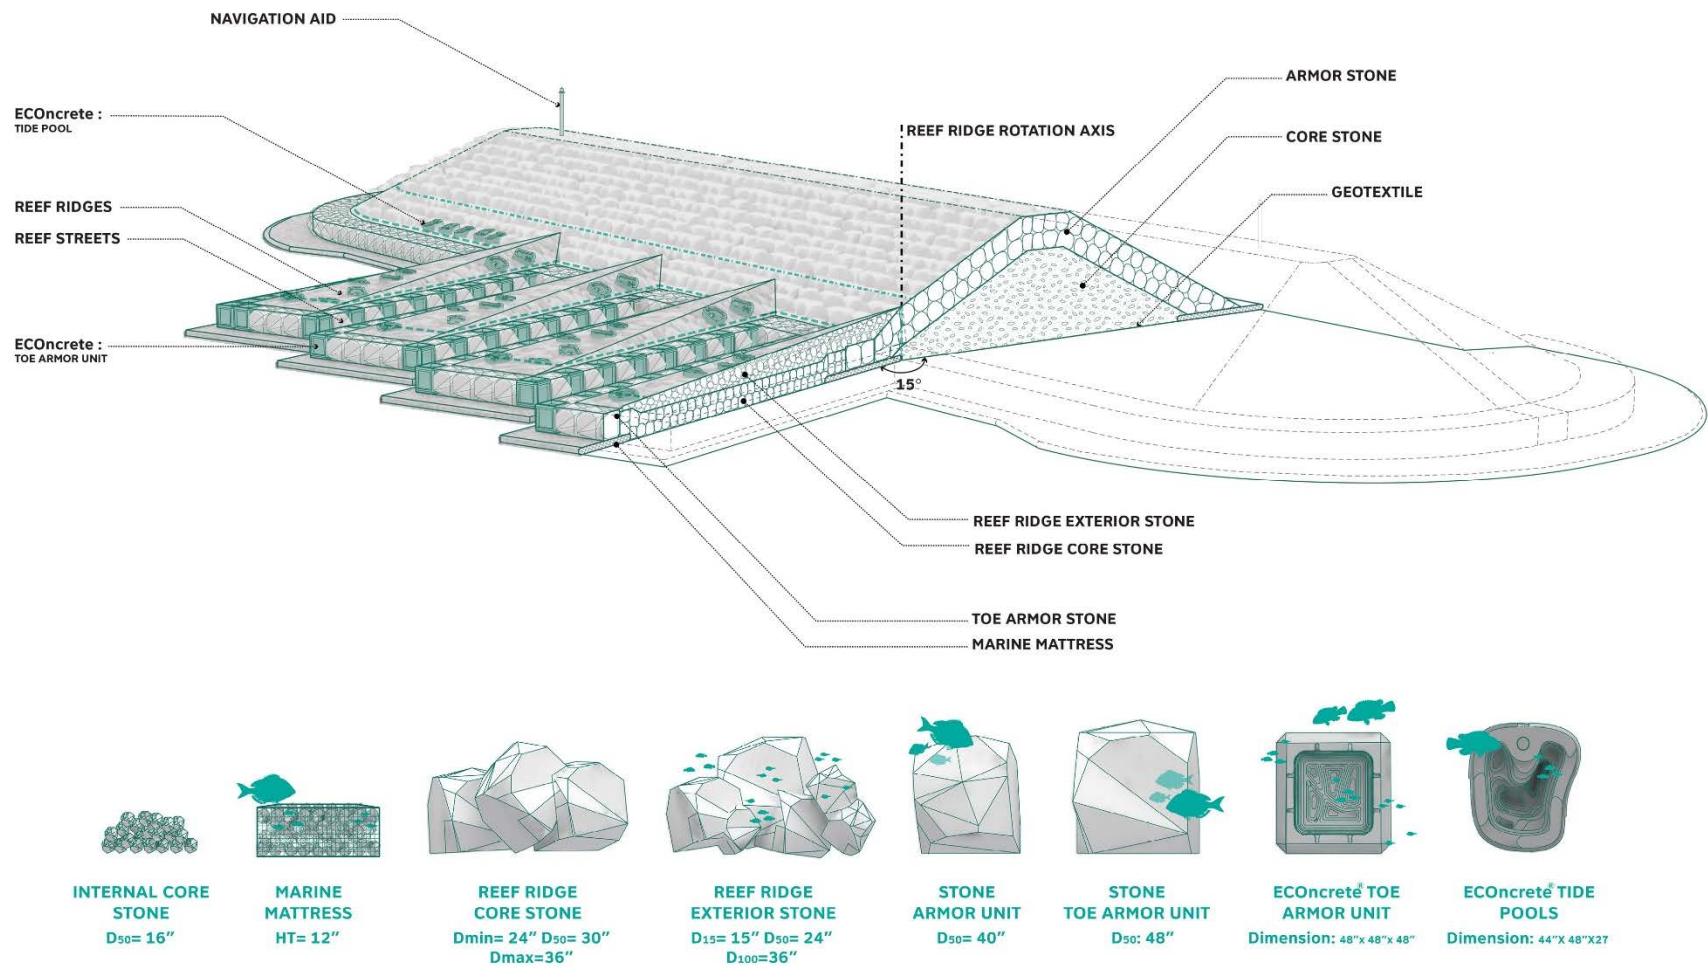 NAVIGATION AID
ARMOR STONE
ECOncrete :
TIDE POOL
REEF RIDGE ROTATION AXIS
CORE STONE
GEOTEXTILE
REEF RIDGES
REEF STREETS
ECOncrete :
TOE ARMOR UNIT
15°
REEF RIDGE EXTERIOR STONE
REEF RIDGE CORE STONE
TOE ARMOR STONE
MARINE MATTRESS
INTERNAL CORE
STONE
D50= 16”
MARINE
MATTRESS
HT= 12”
REEF RIDGE
CORE STONE
Dmin= 24” D50= 30”
Dmax=36”
REEF RIDGE
EXTERIOR STONE
D15= 15” D50= 24”
D100=36”
STONE
ARMOR UNIT
D50= 40”
STONE
TOE ARMOR UNIT
D50: 48”
ECOncrete® TOE
ARMOR UNIT
Dimension: 48”x 48”x 48”
ECOncrete® TIDE
POOLS
Dimension: 44”X 48”X27